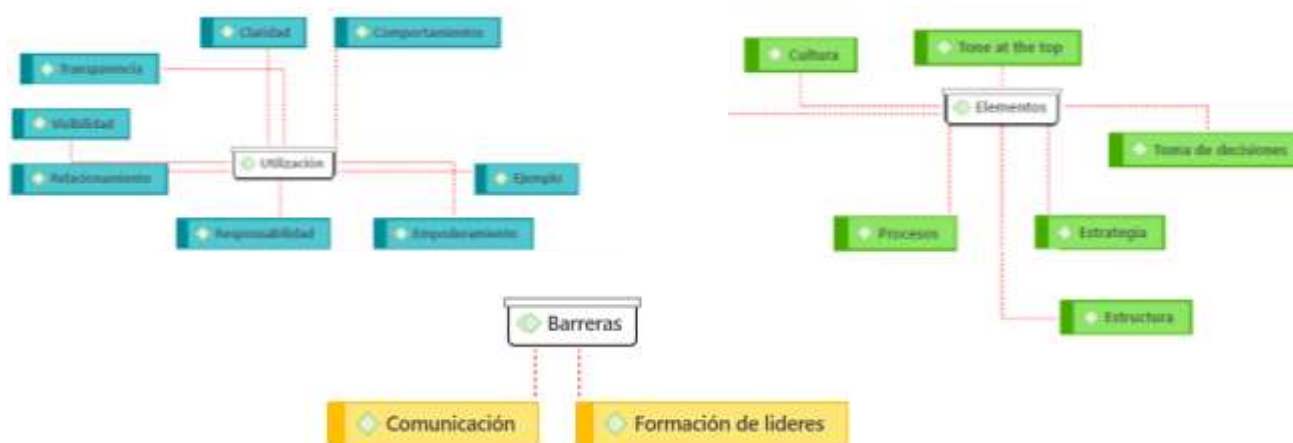 Claridad
Comportamientos
Transparencia
Visibilidad
Utilización
Relacionamiento
Ejemplo
Responsabilidad
Empoderamiento
Tone at the top
Cultura
Elementos
Toma de decisiones
Procesos
Estrategia
Estructura
Barreras
Comunicación
Formación de lideres